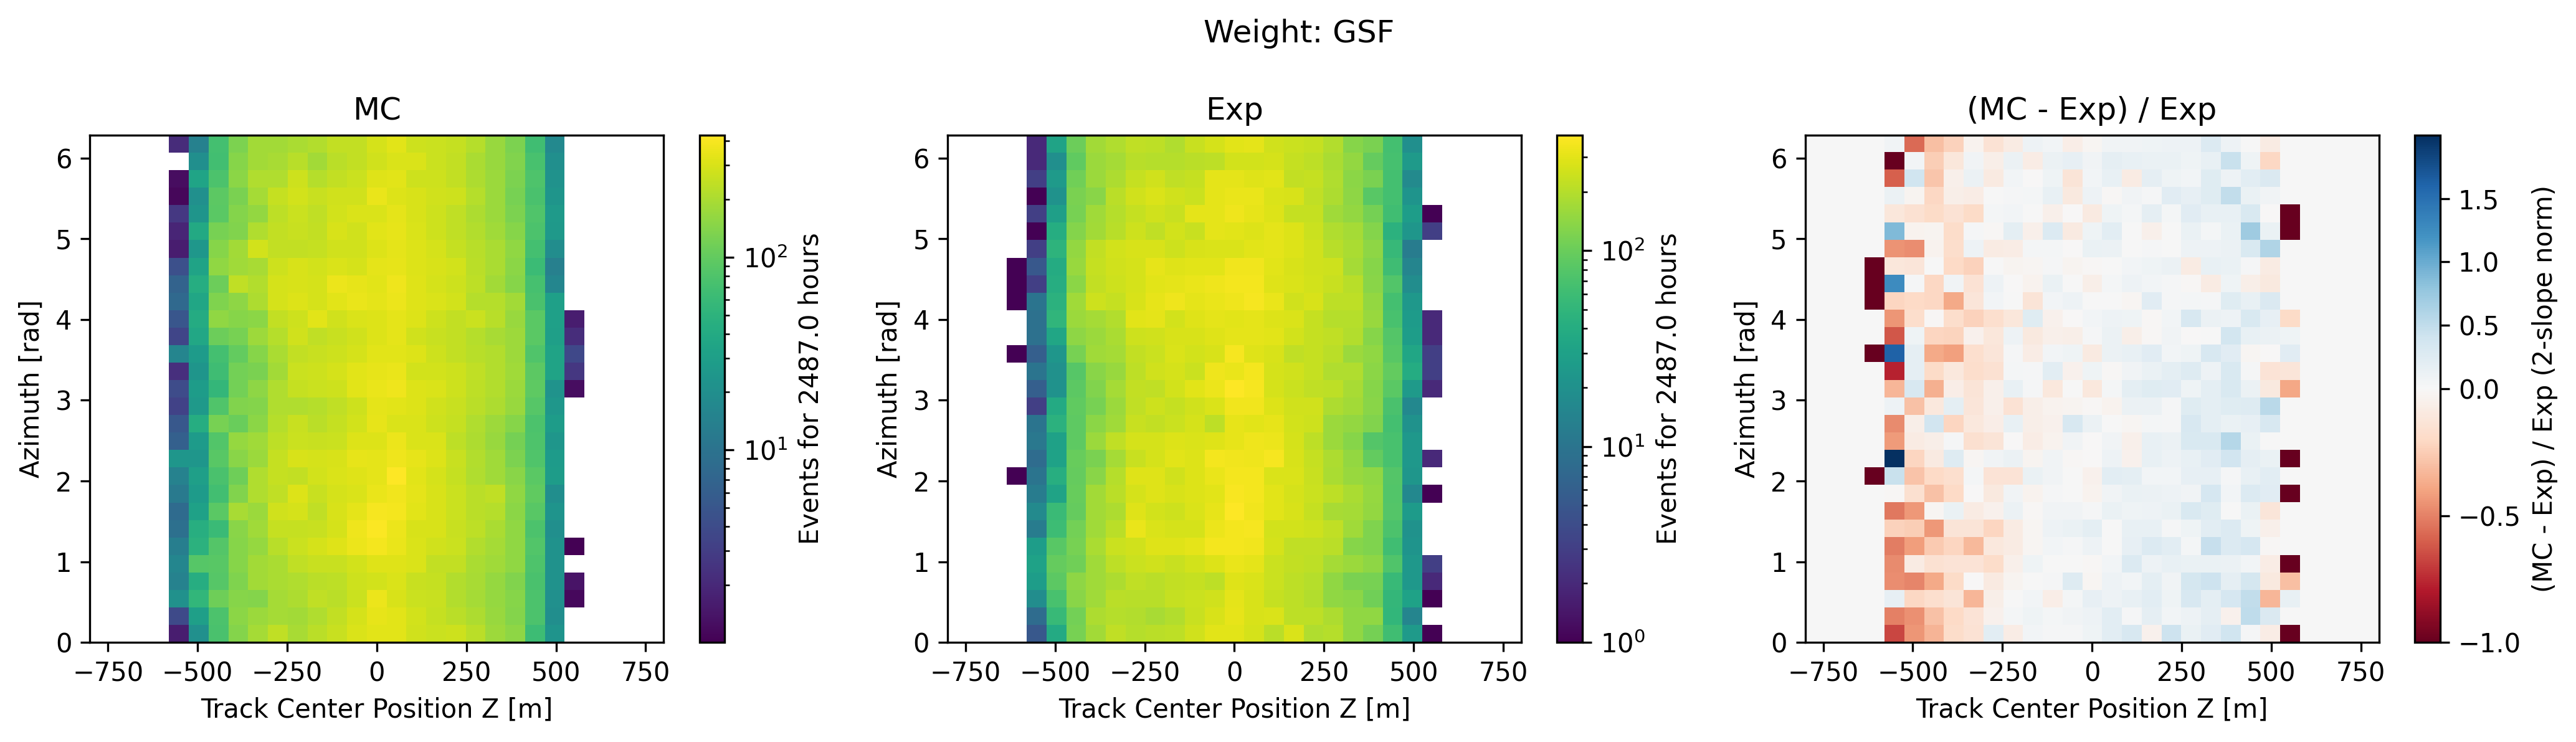 Weight: GSF
MC
Azimuth [rad]
6
5
4
3
2
1
0
−750 −500 −250 0 250 500 750
Track Center Position Z [m]
10²
10¹
Events for 2487.0 hours
Exp
Azimuth [rad]
6
5
4
3
2
1
0
−750 −500 −250 0 250 500 750
Track Center Position Z [m]
10²
10¹
10⁰
Events for 2487.0 hours
(MC - Exp) / Exp
Azimuth [rad]
6
5
4
3
2
1
0
−750 −500 −250 0 250 500 750
Track Center Position Z [m]
1.5
1.0
0.5
0.0
−0.5
−1.0
(MC - Exp) / Exp (2-slope norm)